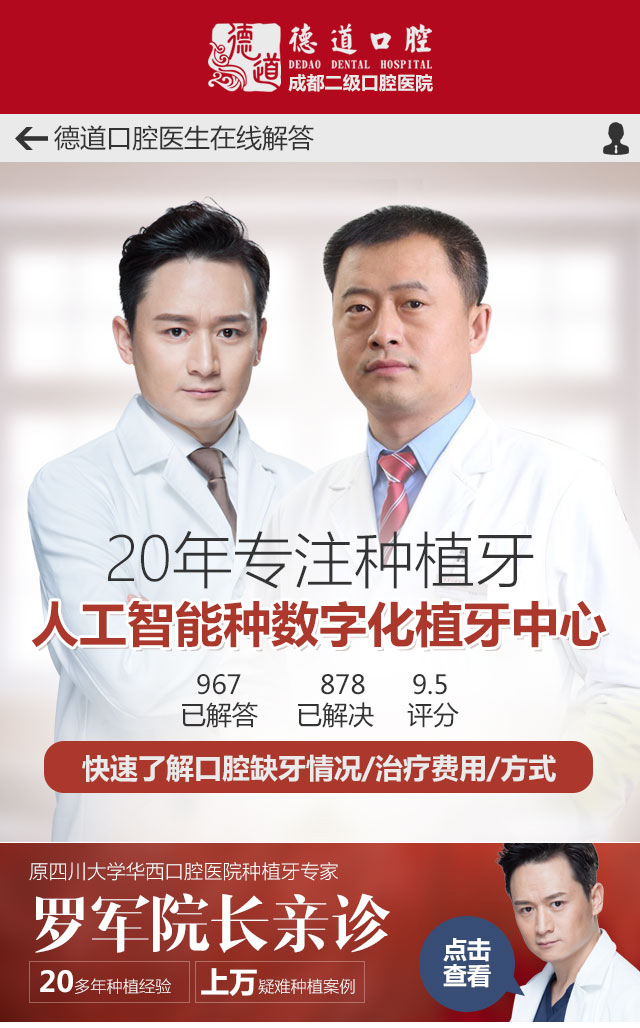 德道
德道口腔
DEDAO DENTAL HOSPITAL
成都二级口腔医院
德道口腔医生在线解答
20年专注种植牙
人工智能种数字化植牙中心
967 878 9.5
已解答 已解决 评分
快速了解口腔缺牙情况/治疗费用/方式
原四川大学华西口腔医院种植牙专家
罗军院长亲诊
20多年种植经验 上万疑难种植案例
点击
查看